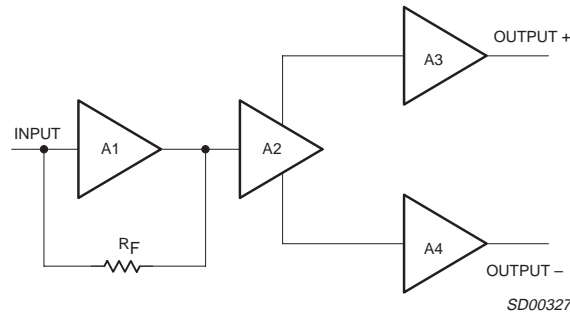 OUTPUT +
A3
INPUT
A1
A2
RF
A4
OUTPUT –
SD00327